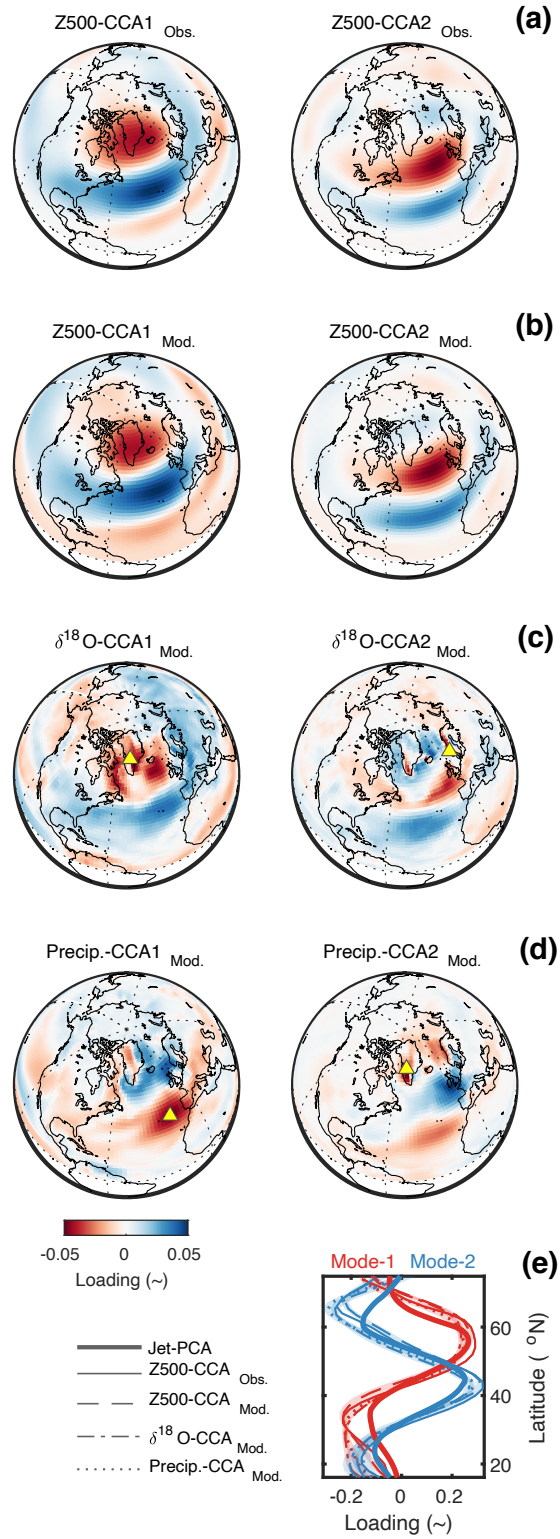 (a)
Z500-CCA1 Obs.
Z500-CCA2 Obs.
(b)
Z500-CCA1 Mod.
Z500-CCA2 Mod.
(c)
δ18O-CCA1 Mod.
δ18O-CCA2 Mod.
(d)
Precip.-CCA1 Mod.
Precip.-CCA2 Mod.
-0.05 0 0.05
Loading (~)
(e)
Mode-1 Mode-2
60
40
20
Latitude ( °N)
-0.2 0 0.2
Loading (~)
Jet-PCA
Z500-CCA Obs.
Z500-CCA Mod.
δ18O-CCA Mod.
Precip.-CCA Mod.